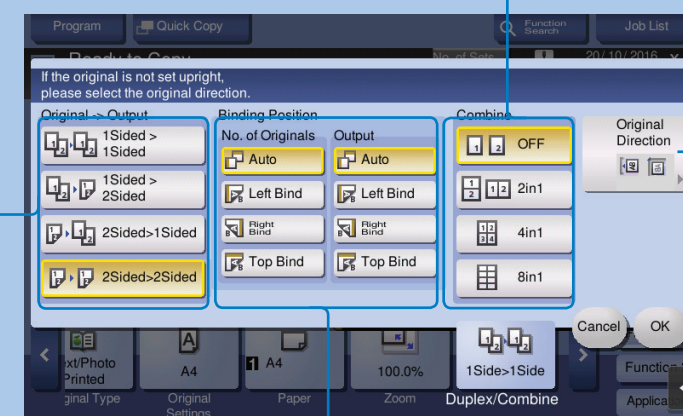 Program
Quick Copy
Function
Search
Job List
Ready to Copy
No. of Sets
20/10/2016
If the original is not set upright,
please select the original direction.
Original -> Output
Binding Position
Combine
No. of Originals
Output
1Sided >
1Sided
1Sided >
2Sided
2Sided>1Sided
2Sided>2Sided
Auto
Left Bind
Right
Bind
Top Bind
Auto
Left Bind
Right
Bind
Top Bind
OFF
2in1
4in1
8in1
Original
Direction
Cancel
OK
ext/Photo
Printed
ginal Type
A4
Original
Settings
1 A4
Paper
100.0%
Zoom
1Side>1Side
Duplex/Combine
Function
Applica